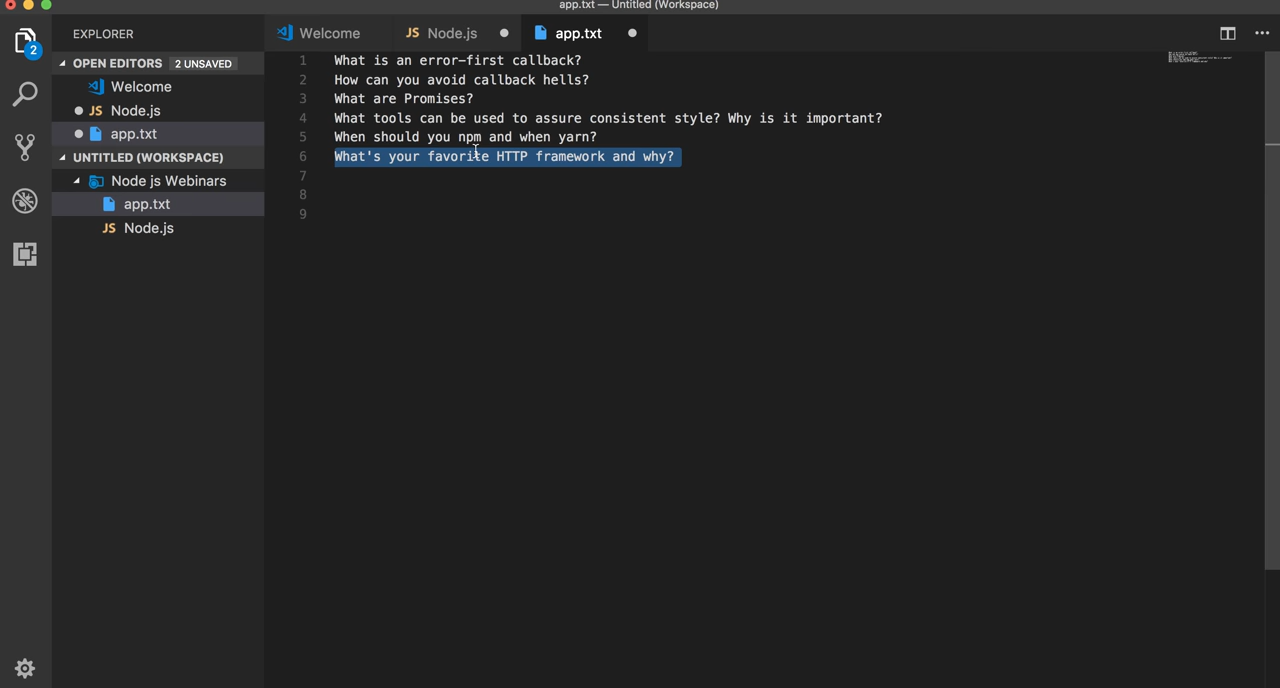 app.txt — Untitled (Workspace)
EXPLORER
OPEN EDITORS 2 UNSAVED
Welcome
JS Node.js
app.txt
UNTITLED (WORKSPACE)
Node js Webinars
app.txt
JS Node.js
2
Welcome
JS Node.js
app.txt
1 What is an error-first callback?
2 How can you avoid callback hells?
3 What are Promises?
4 What tools can be used to assure consistent style? Why is it important?
5 When should you npm and when yarn?
6 What's your favorite HTTP framework and why?
7
8
9